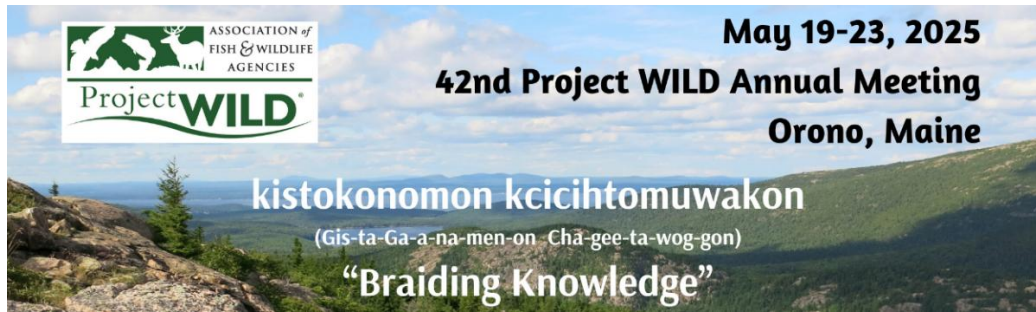 ASSOCIATION of
FISH & WILDLIFE
AGENCIES
Project WILD®
May 19-23, 2025
42nd Project WILD Annual Meeting
Orono, Maine
kistokonomon kcicihtomuwakon
(Gis-ta-Ga-a-na-men-on Cha-gee-ta-wog-gon)
“Braiding Knowledge”